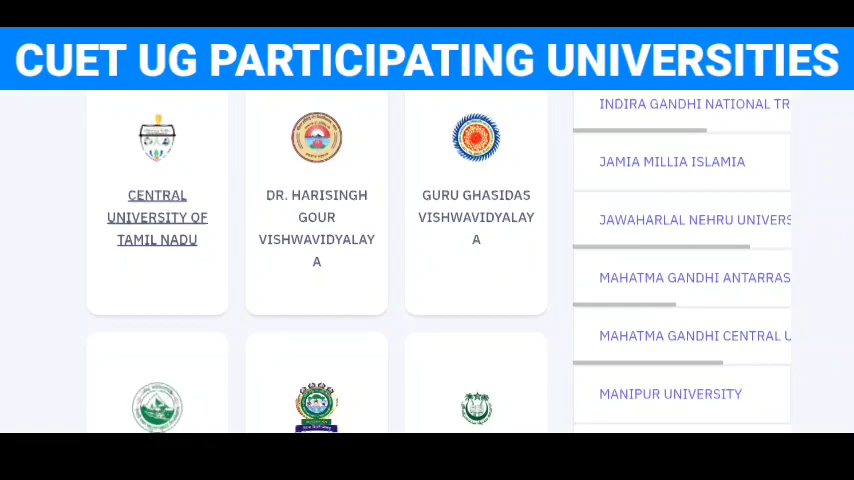 CUET UG PARTICIPATING UNIVERSITIES
CENTRAL
UNIVERSITY OF
TAMIL NADU
DR. HARISINGH
GOUR
VISHWAVIDYALAY
A
GURU GHASIDAS
VISHWAVIDYALAY
A
INDIRA GANDHI NATIONAL TR
JAMIA MILLIA ISLAMIA
JAWAHARLAL NEHRU UNIVERS
MAHATMA GANDHI ANTARRAS
MAHATMA GANDHI CENTRAL U
MANIPUR UNIVERSITY